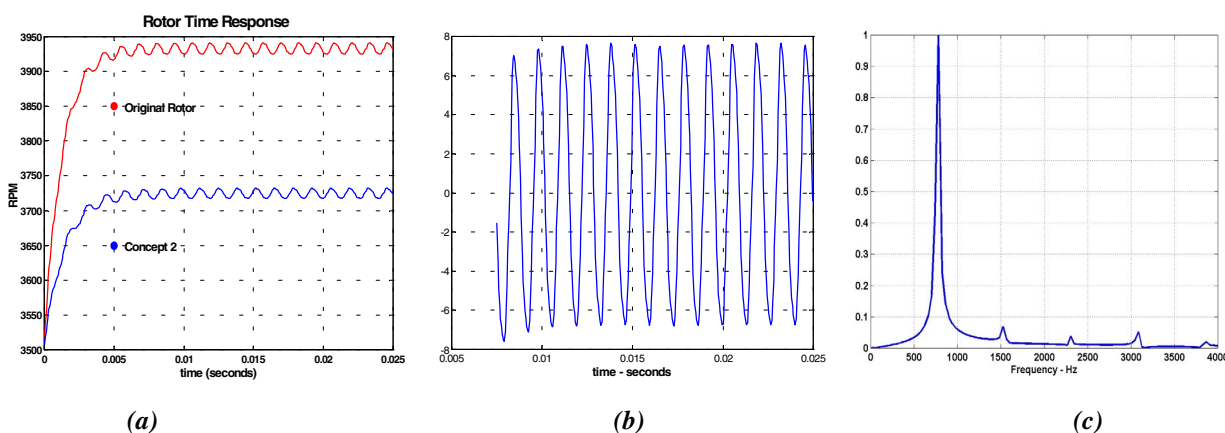 Rotor Time Response
3950
3900
3850
3800
3750
3700
3650
3600
3550
3500
RPM
Original Rotor
Concept 2
0 0.005 0.01 0.015 0.02 0.025
time (seconds)
(a)
8
6
4
2
0
-2
-4
-6
-8
0.005 0.01 0.015 0.02 0.025
time - seconds
(b)
1
0.9
0.8
0.7
0.6
0.5
0.4
0.3
0.2
0.1
0
0 500 1000 1500 2000 2500 3000 3500 4000
Frequency - Hz
(c)